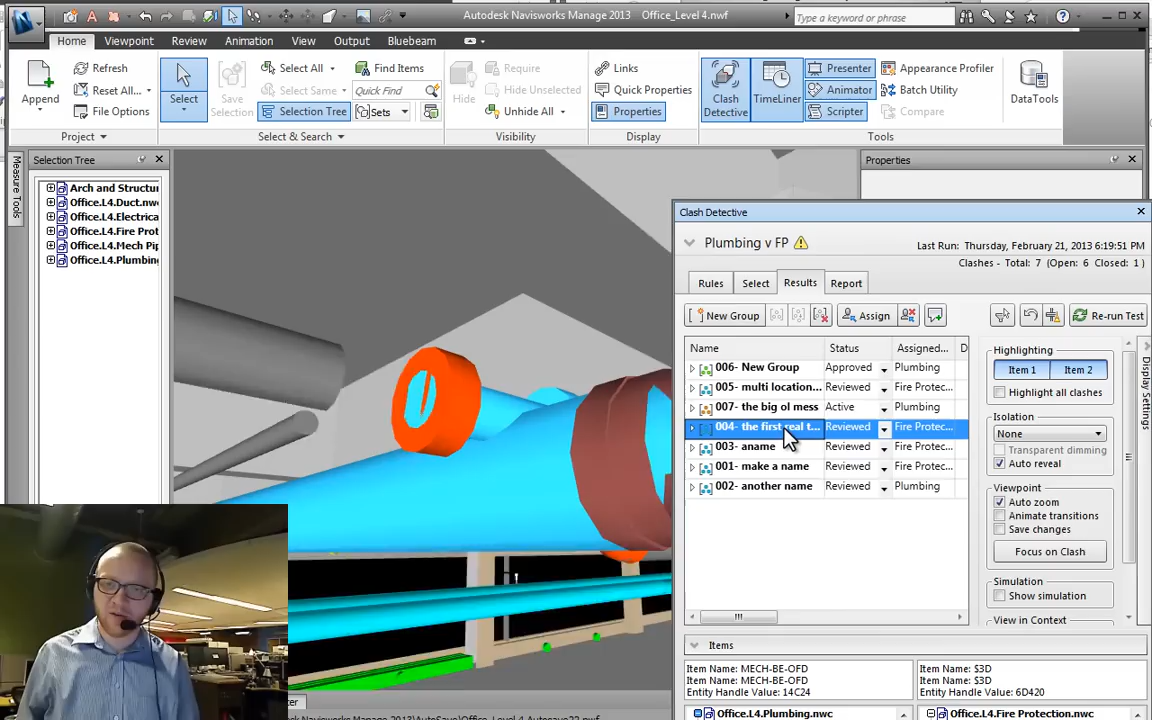 Autodesk Navisworks Manage 2013 Office_Level 4.nwf
Type a keyword or phrase
Home Viewpoint Review Animation View Output Bluebeam
Append
Refresh
Reset All...
File Options
Project
Select
Save Selection
Select All
Select Same
Selection Tree
Find Items
Quick Find
Sets
Select & Search
Hide
Require
Hide Unselected
Unhide All
Visibility
Links
Quick Properties
Properties
Display
Clash Detective
TimeLiner
Presenter
Animator
Scripter
Appearance Profiler
Batch Utility
Compare
DataTools
Tools
Measure Tools
Selection Tree
Arch and Structu
Office.L4.Duct.nwc
Office.L4.Electrica
Office.L4.Fire Prot
Office.L4.Mech Pip
Office.L4.Plumbing
Properties
Clash Detective
Plumbing v FP
Last Run: Thursday, February 21, 2013 6:19:51 PM
Clashes - Total: 7 (Open: 6 Closed: 1 )
Rules Select Results Report
New Group Assign Re-run Test
Name Status Assigned... D
006- New Group Approved Plumbing
005- multi location... Reviewed Fire Protec...
007- the big ol mess Active Plumbing
004- the first real t... Reviewed Fire Protec...
003- aname Reviewed Fire Protec...
001- make a name Reviewed Fire Protec...
002- another name Reviewed Plumbing
Highlighting
Item 1 Item 2
Highlight all clashes
Isolation
None
Transparent dimming
Auto reveal
Viewpoint
Auto zoom
Animate transitions
Save changes
Focus on Clash
Simulation
Show simulation
View in Context
Display Settings
Items
Item Name: MECH-BE-OFD
Item Name: MECH-BE-OFD
Entity Handle Value: 14C24
Item Name: $3D
Item Name: $3D
Entity Handle Value: 6D420
Office.L4.Plumbing.nwc
Office.L4.Fire Protection.nwc